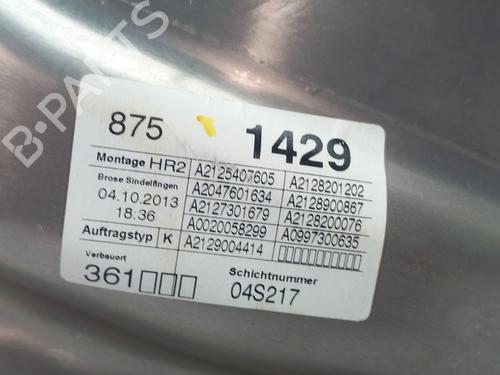 B-PARTS
875 1429
Montage HR2 A2125407605 A2128201202
Brose Sindelfingen A2047601634 A2128900867
04.10.2013 A2127301679 A2128200076
18:36 A0020058299 A0997300635
Auftragstyp K A2129004414
Verbauort Schichtnummer
361 04S217